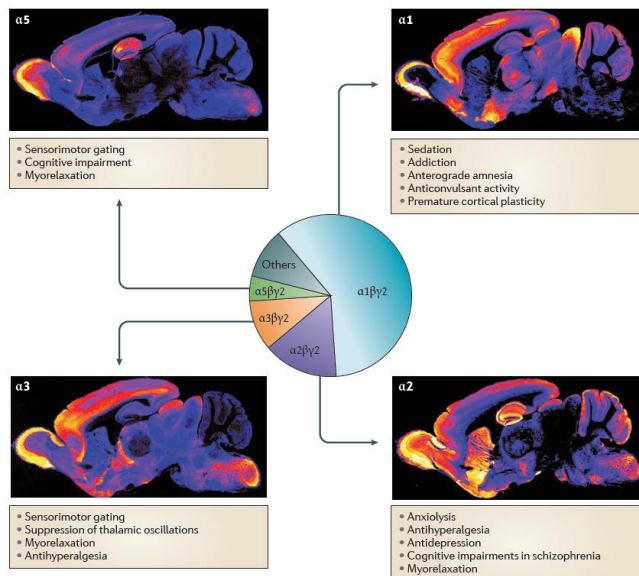 α5
α1
• Sensorimotor gating
• Cognitive impairment
• Myorelaxation
• Sedation
• Addiction
• Anterograde amnesia
• Anticonvulsant activity
• Premature cortical plasticity
Others
α5βγ2
α1βγ2
α3βγ2
α2βγ2
α3
α2
• Sensorimotor gating
• Suppression of thalamic oscillations
• Myorelaxation
• Antihyperalgesia
• Anxiolysis
• Antihyperalgesia
• Antidepression
• Cognitive impairments in schizophrenia
• Myorelaxation